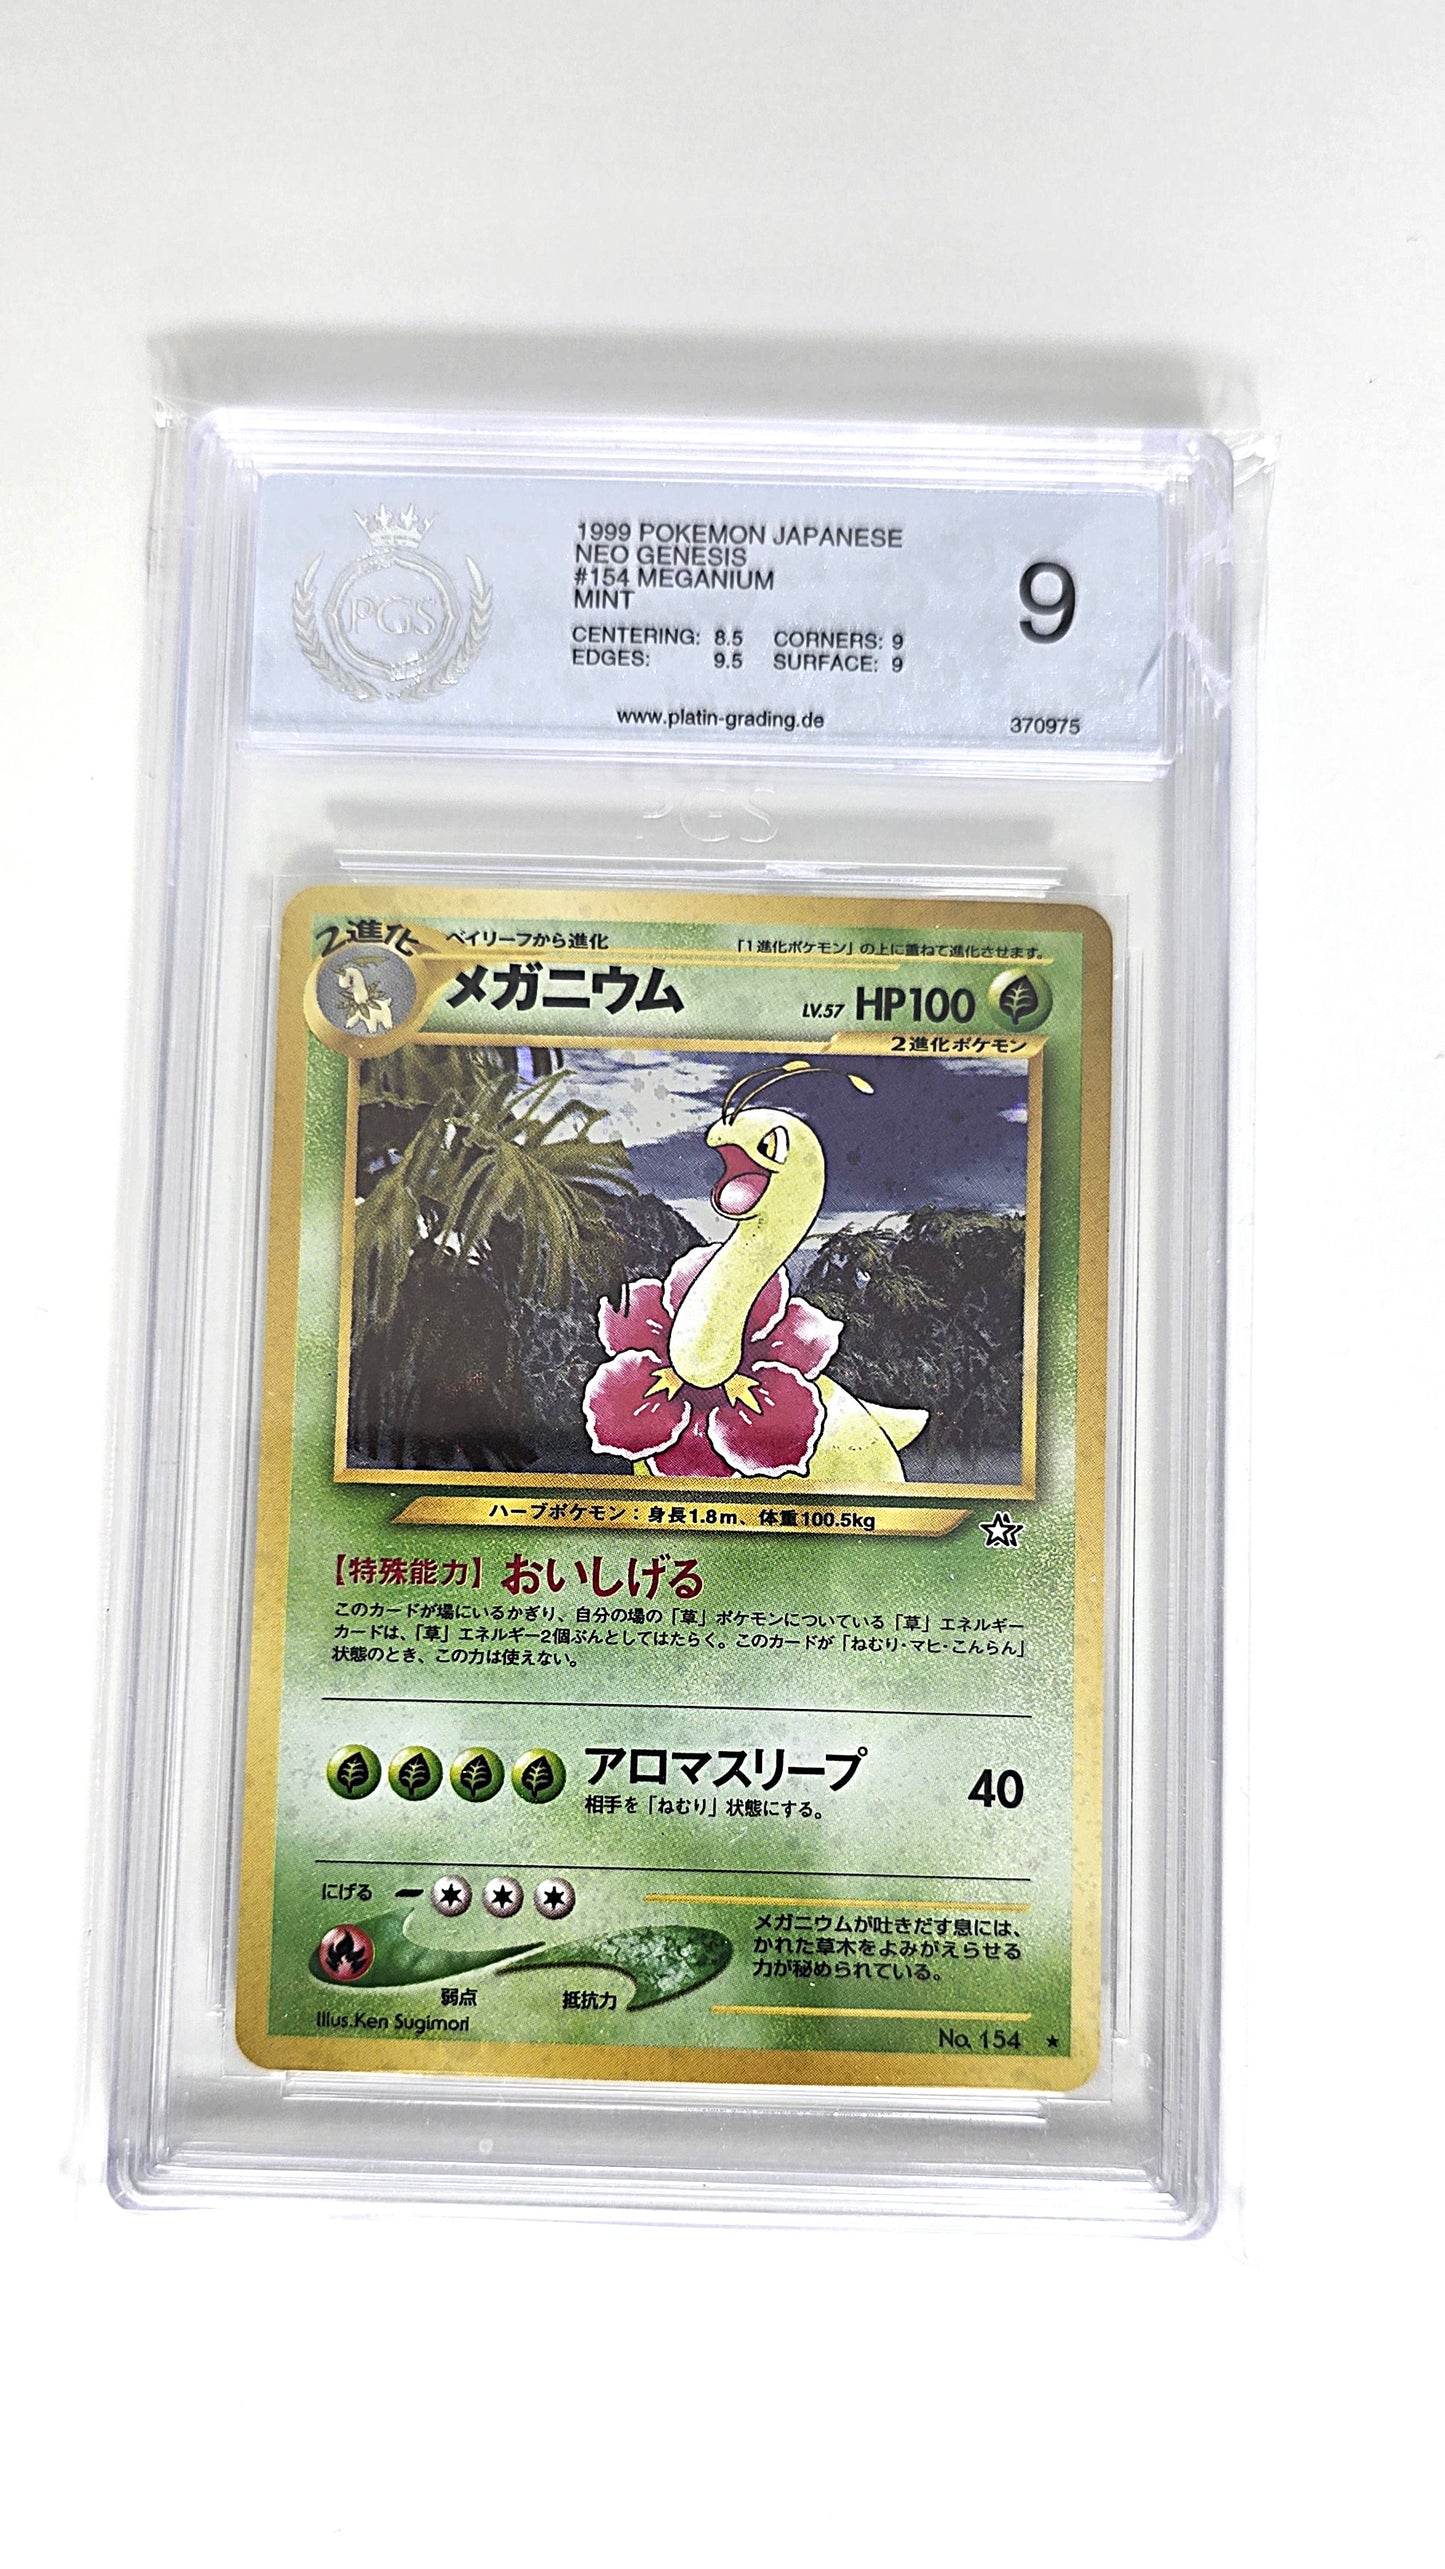 PGS
1999 POKEMON JAPANESE
NEO GENESIS
#154 MEGANIUM
MINT
CENTERING: 8.5 CORNERS: 9
EDGES: 9.5 SURFACE: 9
9
www.platin-grading.de
370975
PGS
2進化
ベイリーフから進化
「1進化ポケモン」の上に重ねて進化させます。
メガニウム
LV.57 HP100
2進化ポケモン
ハーブポケモン：身長1.8m、体重100.5kg
【特殊能力】おいしげる
このカードが場にいるかぎり、自分の場の「草」ポケモンについている「草」エネルギー
カードは、「草」エネルギー2個ぶんとしてはたらく。このカードが「ねむり・マヒ・こんらん」
状態のとき、この力は使えない。
アロマスリープ 40
相手を「ねむり」状態にする。
にげる
弱点
抵抗力
メガニウムが吐きだす息には、
かれた草木をよみがえらせる
力が秘められている。
Illus.Ken Sugimori
No. 154 ★